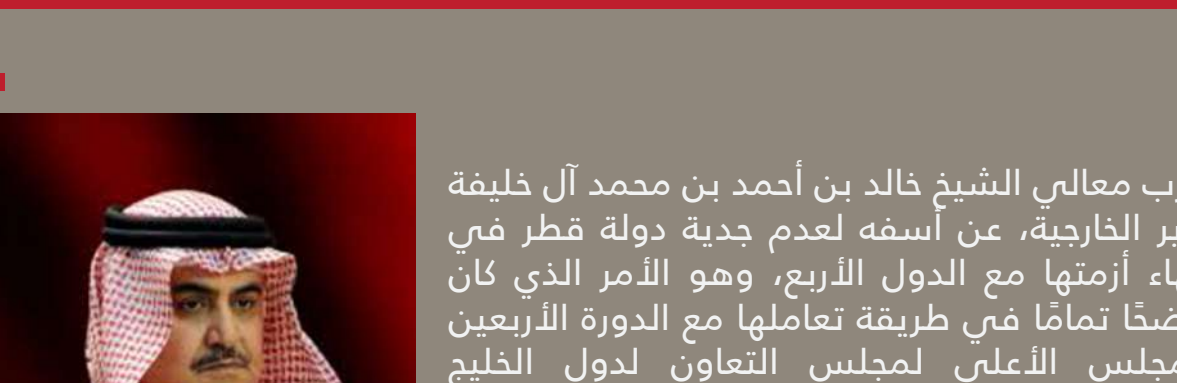 رب معالي الشيخ خالد بن أحمد بن محمد آل خليفة
ير الخارجية، عن أسفه لعدم جدية دولة قطر في
هاء أزمتها مع الدول الأربع، وهو الأمر الذي كان
ضحًا تمامًا في طريقة تعاملها مع الدورة الأربعين
مجلس الأعلى لمجلس التعاون لدول الخليج